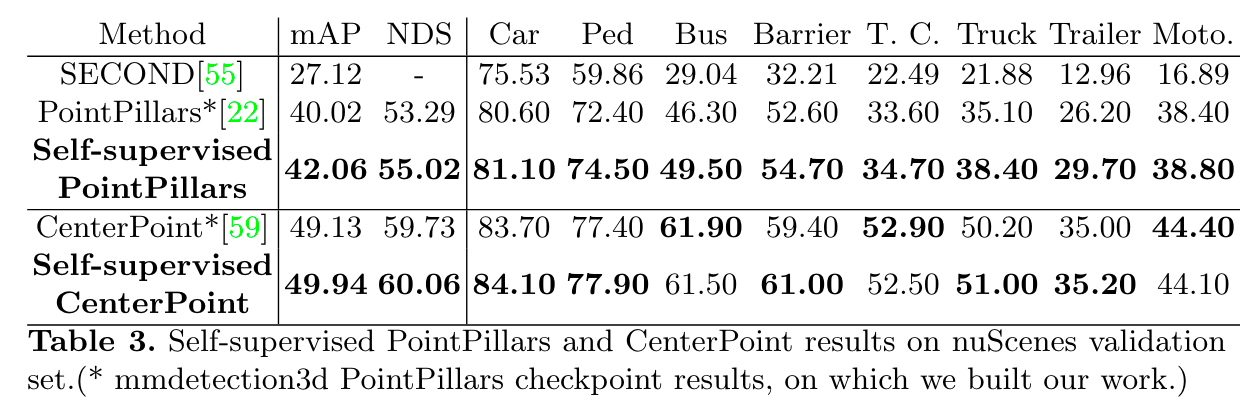 Method mAP NDS Car Ped Bus Barrier T. C. Truck Trailer Moto.
SECOND[55] 27.12 - 75.53 59.86 29.04 32.21 22.49 21.88 12.96 16.89
PointPillars*[22] 40.02 53.29 80.60 72.40 46.30 52.60 33.60 35.10 26.20 38.40
Self-supervised
PointPillars 42.06 55.02 81.10 74.50 49.50 54.70 34.70 38.40 29.70 38.80
CenterPoint*[59] 49.13 59.73 83.70 77.40 61.90 59.40 52.90 50.20 35.00 44.40
Self-supervised
CenterPoint 49.94 60.06 84.10 77.90 61.50 61.00 52.50 51.00 35.20 44.10
Table 3. Self-supervised PointPillars and CenterPoint results on nuScenes validation
set.(* mmdetection3d PointPillars checkpoint results, on which we built our work.)